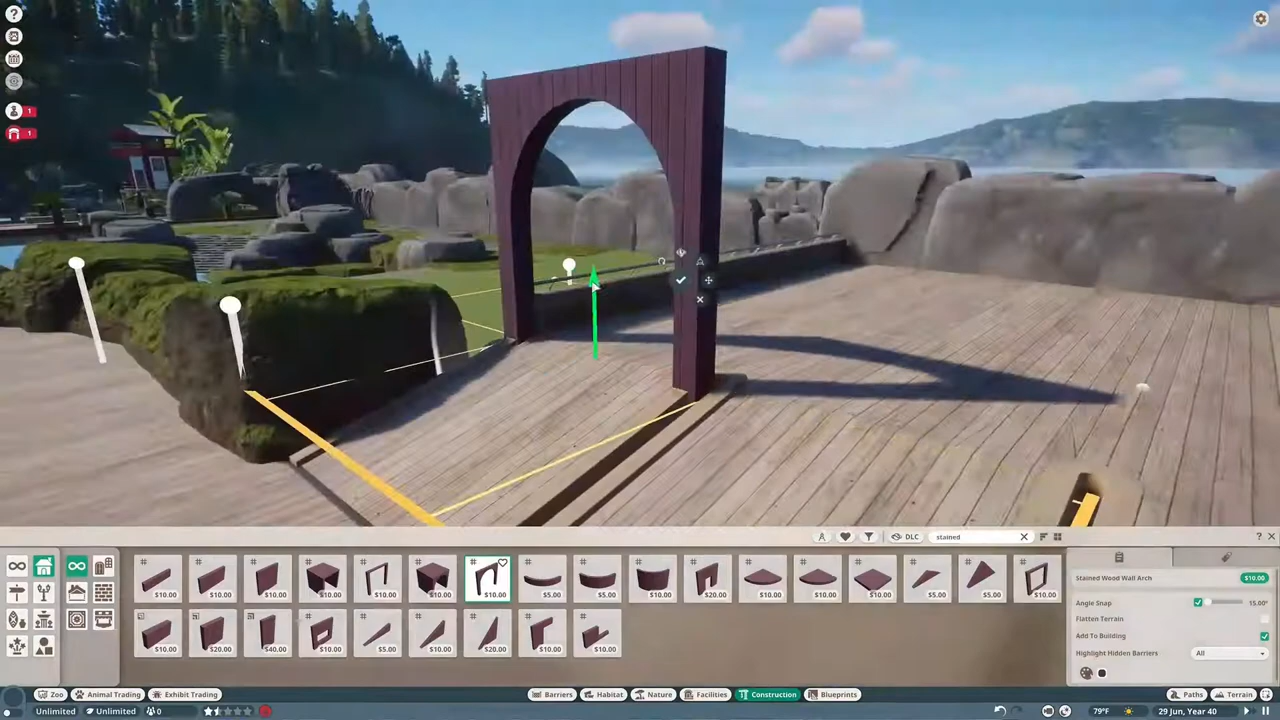 ?
1
1
DLC
stained
? ×
$10.00 $10.00 $10.00 $10.00 $10.00 $10.00 $10.00 $5.00 $5.00 $10.00 $20.00 $10.00 $10.00 $10.00 $5.00 $5.00 $10.00
$10.00 $20.00 $40.00 $10.00 $5.00 $10.00 $20.00 $10.00 $10.00
Stained Wood Wall Arch $10.00
Angle Snap 15.00°
Flatten Terrain
Add To Building
Highlight Hidden Barriers All
Zoo Animal Trading Exhibit Trading Barriers Habitat Nature Facilities Construction Blueprints Paths Terrain
Unlimited Unlimited 0 79°F 29 Jun, Year 40